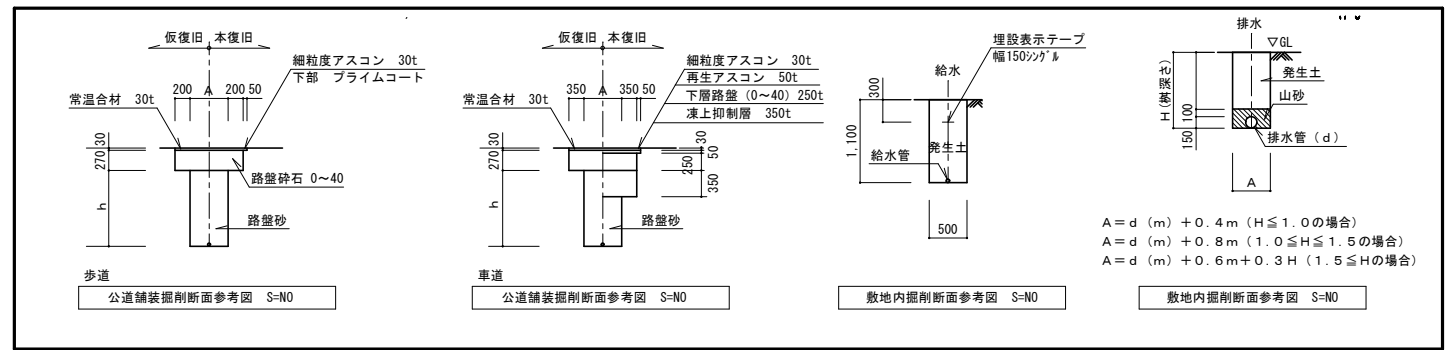 仮復旧 本復旧
細粒度アスコン 30t
下部 プライムコート
常温合材 30t
200 A 200 50
30
270
h
路盤砕石 0～40
路盤砂
歩道
公道舗装掘削断面参考図 S=NO
仮復旧 本復旧
細粒度アスコン 30t
再生アスコン 50t
下層路盤（0～40）250t
凍上抑制層 350t
常温合材 30t
350 A 350 50
30
270
h
30
50
250
350
路盤砂
車道
公道舗装掘削断面参考図 S=NO
埋設表示テープ
幅150ｼﾝｸﾞﾙ
給水
300
1,100
発生土
給水管
500
敷地内掘削断面参考図 S=NO
排水
▽GL
H（桝深さ）
発生土
山砂
100
150
排水管（d）
A
A＝d（m）＋0.4m（H≦1.0の場合）
A＝d（m）＋0.8m（1.0≦H≦1.5の場合）
A＝d（m）＋0.6m＋0.3H（1.5≦Hの場合）
敷地内掘削断面参考図 S=NO